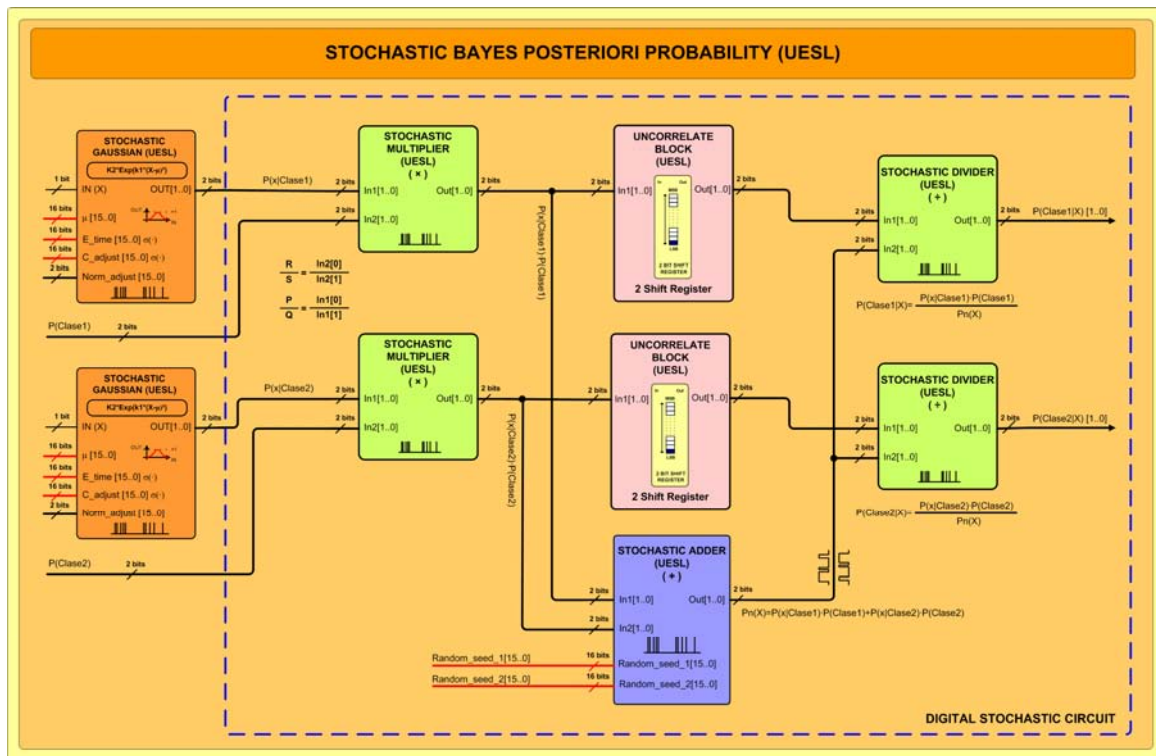 STOCHASTIC BAYES POSTERIORI PROBABILITY (UESL)
STOCHASTIC
GAUSSIAN (UESL)
K2*Exp(k1*(X-μ)²)
1 bit
IN (X)
OUT[1..0]
2 bits
16 bits
μ [15..0]
OUT
IN
16 bits
E_time [15..0] σ(·)
16 bits
C_adjust [15..0] σ(·)
2 bits
Norm_adjust [15..0]
P(Clase1)
2 bits
P(x|Clase1)
STOCHASTIC
MULTIPLIER
(UESL)
( × )
2 bits
In1[1..0]
Out[1..0]
2 bits
2 bits
In2[1..0]
R
S
=
In2[0]
In2[1]
P
Q
=
In1[0]
In1[1]
P(x|Clase1)·P(Clase1)
UNCORRELATE
BLOCK
(UESL)
2 bits
In1[1..0]
Out[1..0]
2 bits
In
Out
MSB
LSB
2 BIT SHIFT
REGISTER
2 Shift Register
STOCHASTIC DIVIDER
(UESL)
( ÷ )
2 bits
In1[1..0]
Out[1..0]
2 bits
2 bits
In2[1..0]
P(Clase1|X) [1..0]
P(Clase1|X)=
P(x|Clase1)·P(Clase1)
Pn(X)
STOCHASTIC
GAUSSIAN (UESL)
K2*Exp(k1*(X-μ)²)
1 bit
IN (X)
OUT[1..0]
2 bits
16 bits
μ [15..0]
OUT
IN
16 bits
E_time [15..0] σ(·)
16 bits
C_adjust [15..0] σ(·)
2 bits
Norm_adjust [15..0]
P(Clase2)
2 bits
P(x|Clase2)
STOCHASTIC
MULTIPLIER
(UESL)
( × )
2 bits
In1[1..0]
Out[1..0]
2 bits
2 bits
In2[1..0]
P(x|Clase2)·P(Clase2)
UNCORRELATE
BLOCK
(UESL)
2 bits
In1[1..0]
Out[1..0]
2 bits
In
Out
MSB
LSB
2 BIT SHIFT
REGISTER
2 Shift Register
STOCHASTIC DIVIDER
(UESL)
( ÷ )
2 bits
In1[1..0]
Out[1..0]
2 bits
2 bits
In2[1..0]
P(Clase2|X) [1..0]
P(Clase2|X)=
P(x|Clase2)·P(Clase2)
Pn(X)
STOCHASTIC ADDER
(UESL)
( + )
2 bits
In1[1..0]
Out[1..0]
2 bits
2 bits
In2[1..0]
Pn(X)=P(x|Clase1)·P(Clase1)+P(x|Clase2)·P(Clase2)
Random_seed_1[15..0]
16 bits
Random_seed_1[15..0]
Random_seed_2[15..0]
16 bits
Random_seed_2[15..0]
DIGITAL STOCHASTIC CIRCUIT